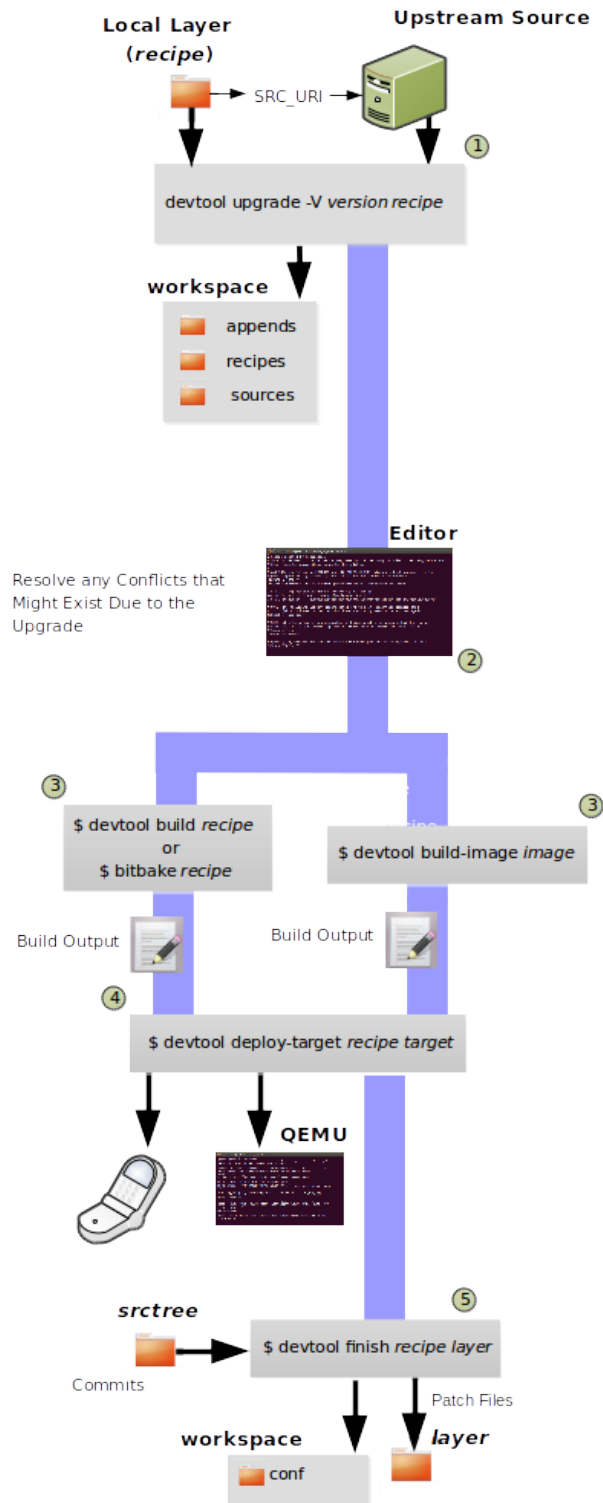 Local Layer
(recipe)
Upstream Source
SRC_URI
1
devtool upgrade -V version recipe
workspace
appends
recipes
sources
Editor
Resolve any Conflicts that
Might Exist Due to the
Upgrade
2
3
$ devtool build recipe
or
$ bitbake recipe
3
$ devtool build-image image
Build Output
Build Output
4
$ devtool deploy-target recipe target
QEMU
5
srctree
$ devtool finish recipe layer
Commits
Patch Files
workspace
layer
conf